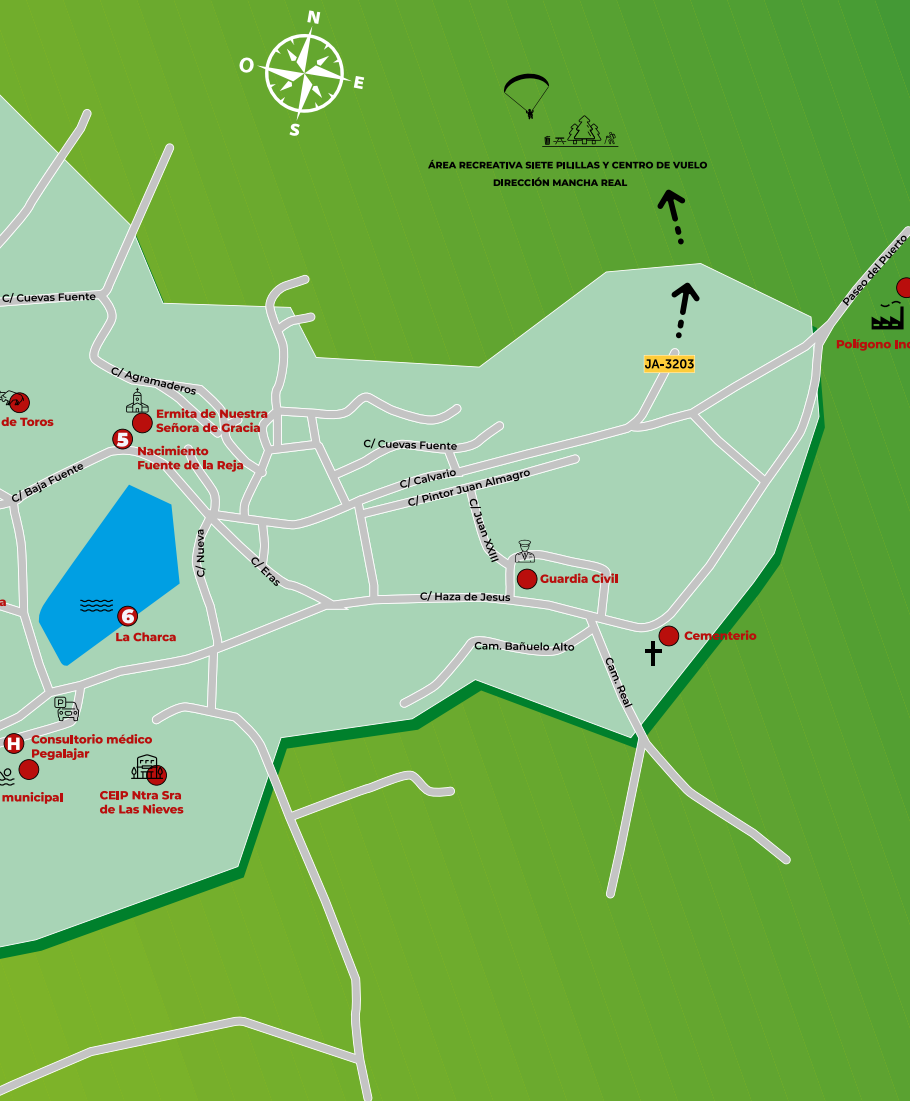 N
O
E
S
ÁREA RECREATIVA SIETE PILILLAS Y CENTRO DE VUELO
DIRECCIÓN MANCHA REAL
Paseo del Puerto
C/ Cuevas Fuente
Polígono
JA-3203
C/ Agramaderos
de Toros
Ermita de Nuestra
Señora de Gracia
5
Nacimiento
Fuente de la Reja
C/ Cuevas Fuente
C/ Baja Fuente
C/ Calvario
C/ Pintor Juan Almagro
C/ Juan XXIII
C/ Nueva
C/ Eras
Guardia Civil
C/ Haza de Jesus
6
La Charca
Cementerio
Cam. Bañuelo Alto
Cam. Real
P
H
Consultorio médico
Pegalajar
municipal
CEIP Ntra Sra
de Las Nieves